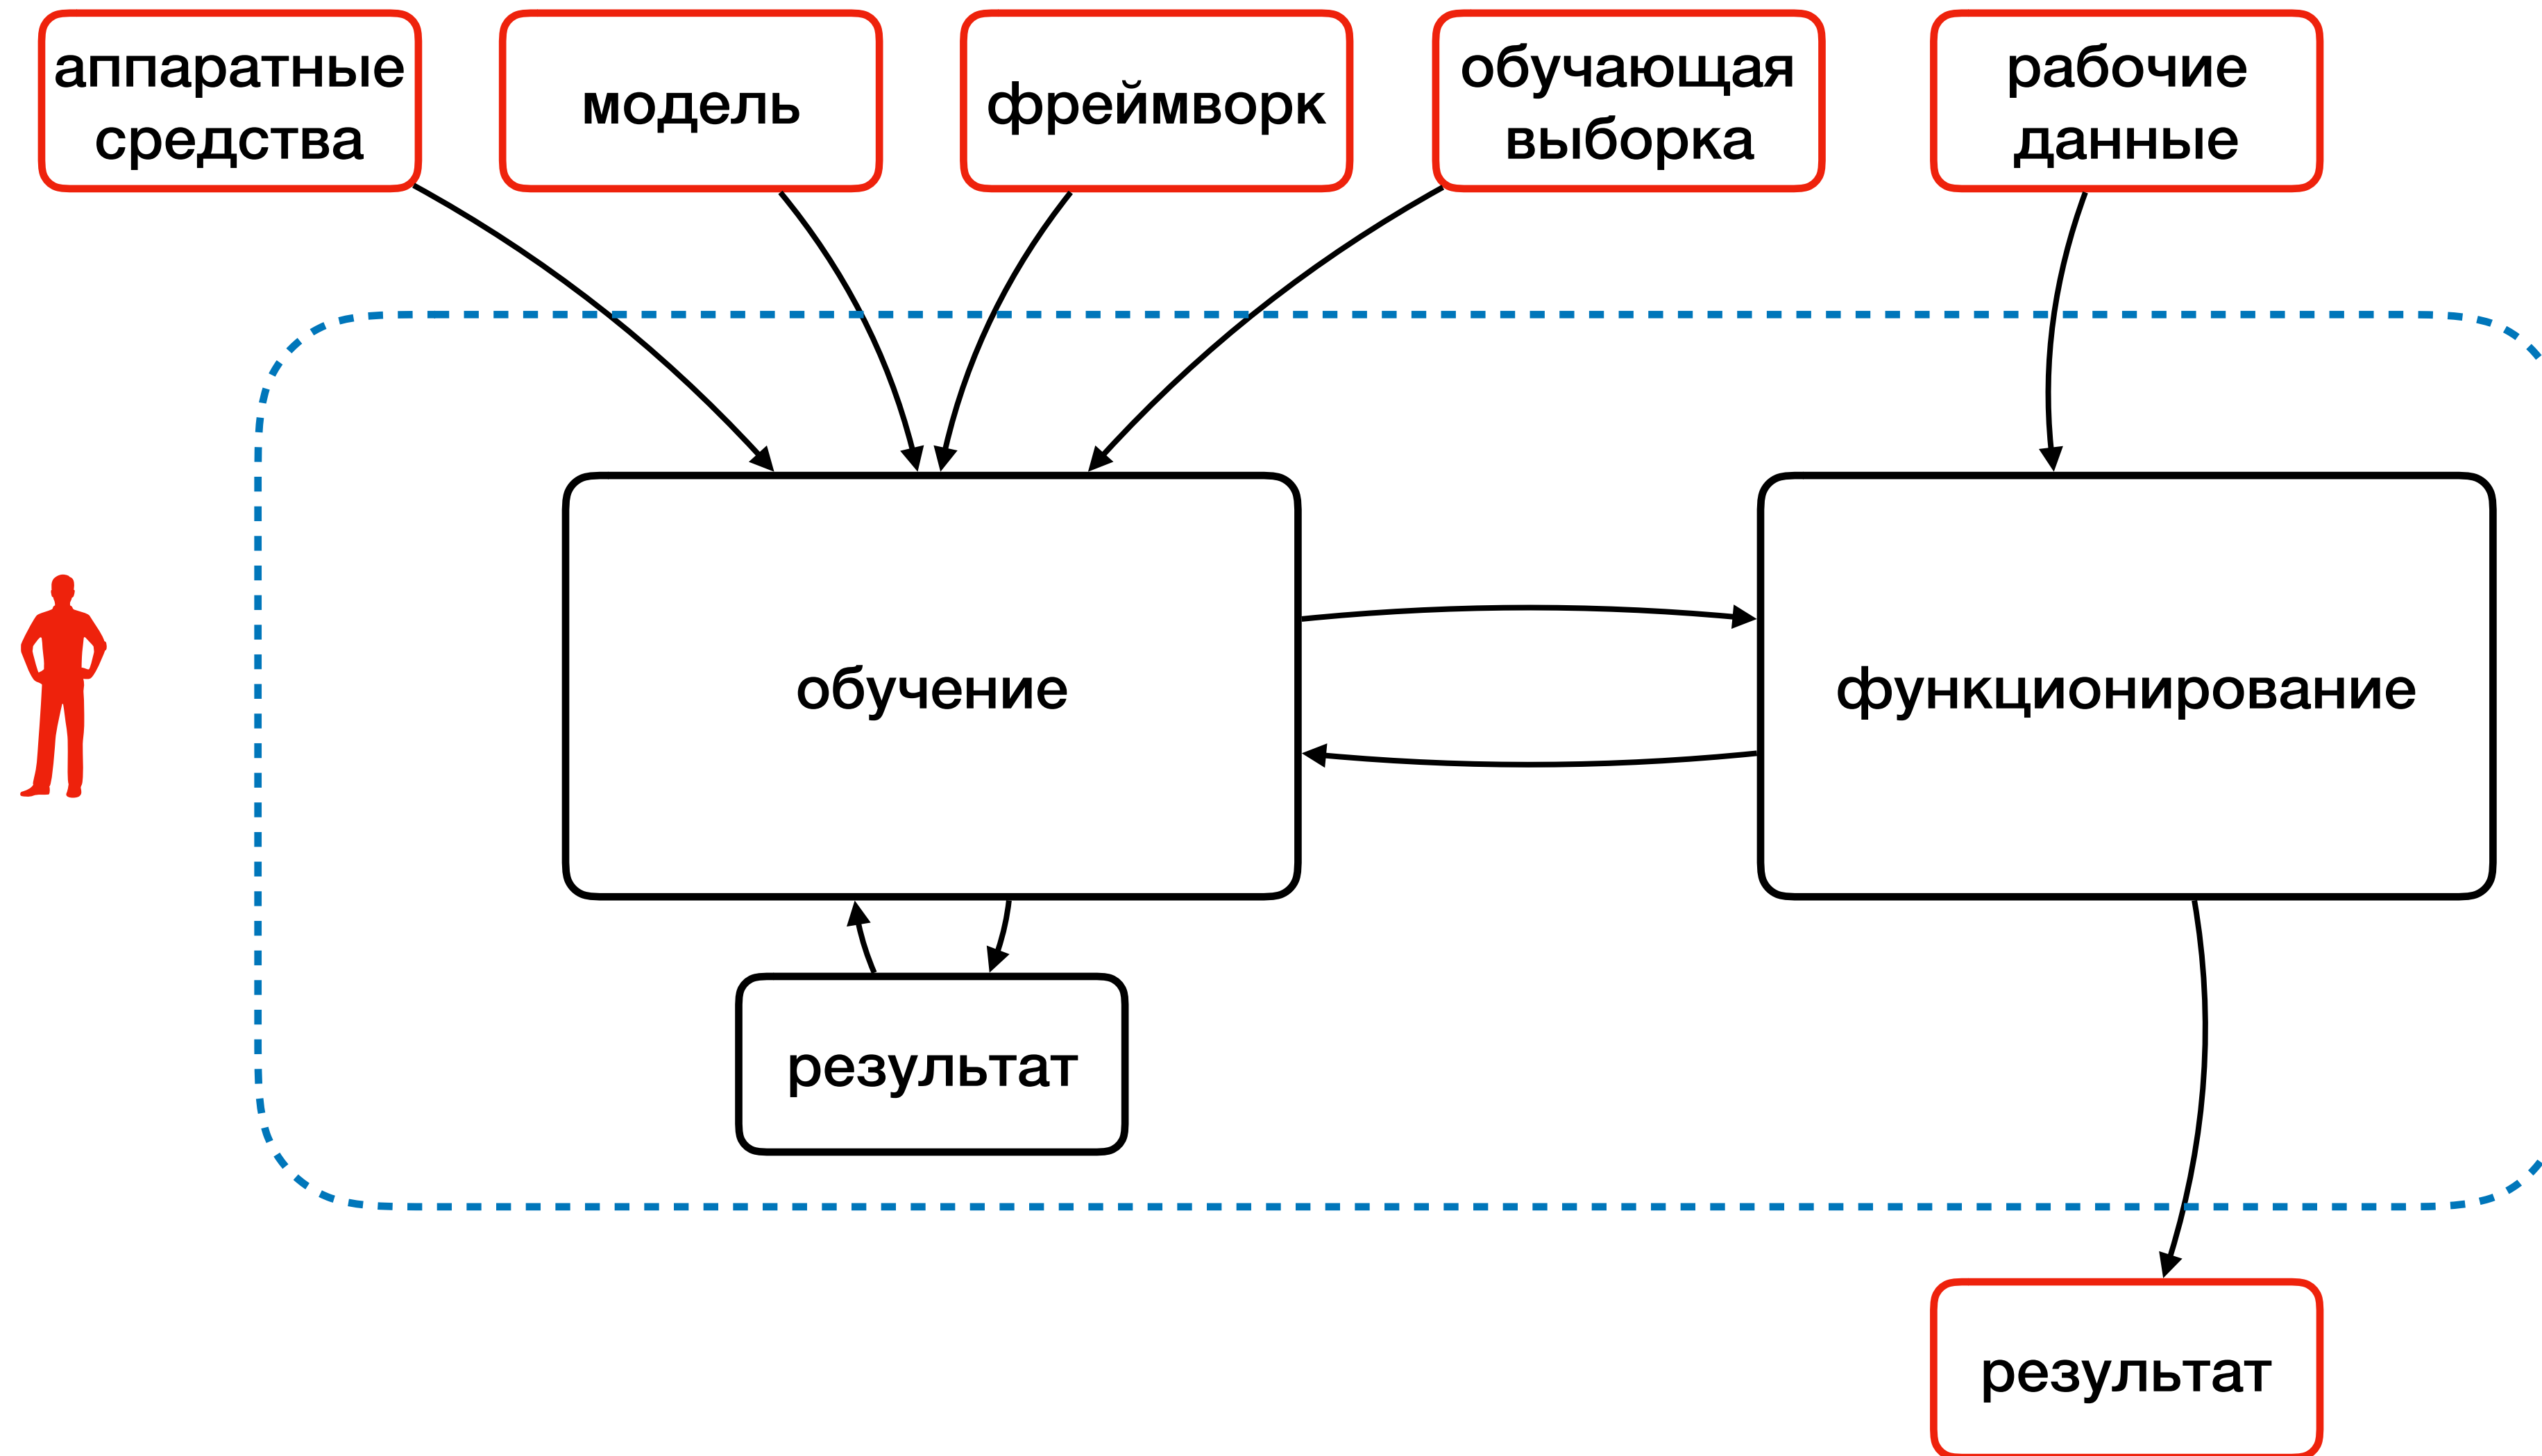 аппаратные
средства
модель
фреймворк
обучающая
выборка
рабочие
данные
обучение
функционирование
результат
результат